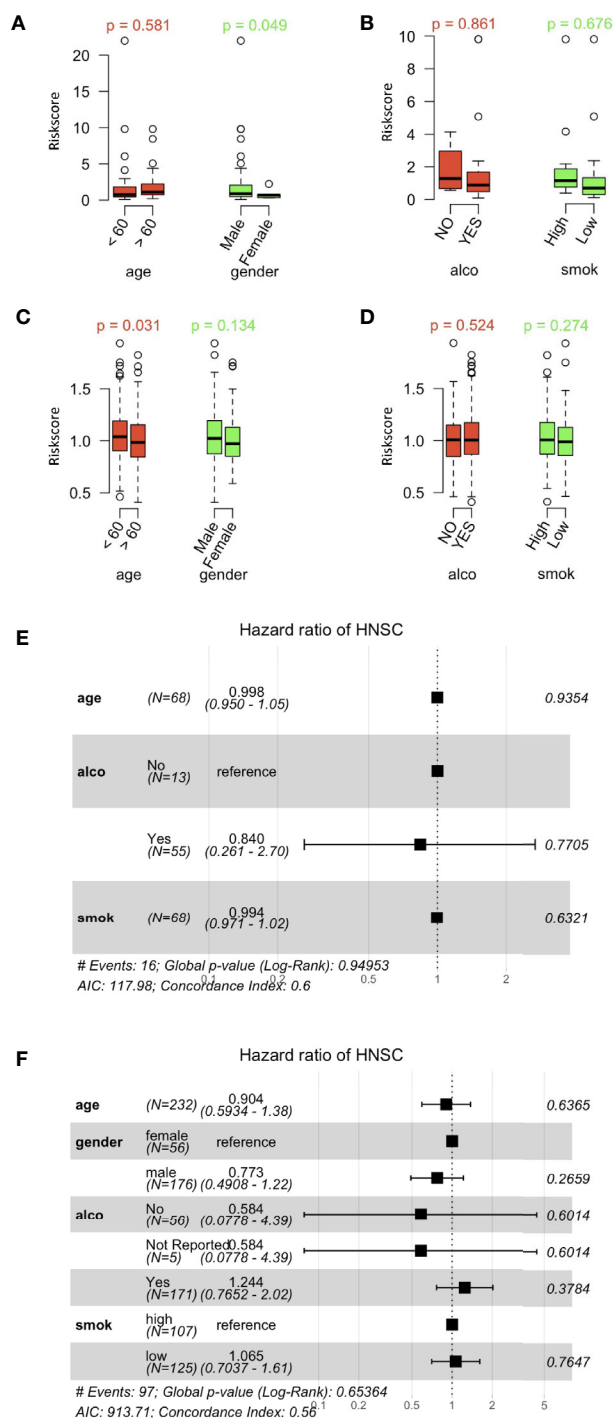 A
p = 0.581
p = 0.049
Riskscore
20
15
10
5
0
< 60
> 60
Male
Female
age
gender
B
p = 0.861
p = 0.676
Riskscore
10
8
6
4
2
0
NO
YES
High
Low
alco
smok
C
p = 0.031
p = 0.134
Riskscore
1.5
1.0
0.5
< 60
> 60
Male
Female
age
gender
D
p = 0.524
p = 0.274
Riskscore
1.5
1.0
0.5
NO
YES
High
Low
alco
smok
E
Hazard ratio of HNSC
age (N=68) 0.998 0.9354
(0.950 - 1.05)
alco No reference
(N=13)
Yes 0.840 0.7705
(N=55) (0.261 - 2.70)
smok (N=68) 0.994 0.6321
(0.971 - 1.02)
# Events: 16; Global p-value (Log-Rank): 0.94953
AIC: 117.98; Concordance Index: 0.6
0.1 0.2 0.5 1 2
F
Hazard ratio of HNSC
age (N=232) 0.904 0.6365
(0.5934 - 1.38)
gender female reference
(N=56)
male 0.773 0.2659
(N=176) (0.4908 - 1.22)
alco No 0.584 0.6014
(N=56) (0.0778 - 4.39)
Not Reported 0.584 0.6014
(N=5) (0.0778 - 4.39)
Yes 1.244 0.3784
(N=171) (0.7652 - 2.02)
smok high reference
(N=107)
low 1.065 0.7647
(N=125) (0.7037 - 1.61)
# Events: 97; Global p-value (Log-Rank): 0.65364
AIC: 913.71; Concordance Index: 0.56
0.1 0.5 1 5